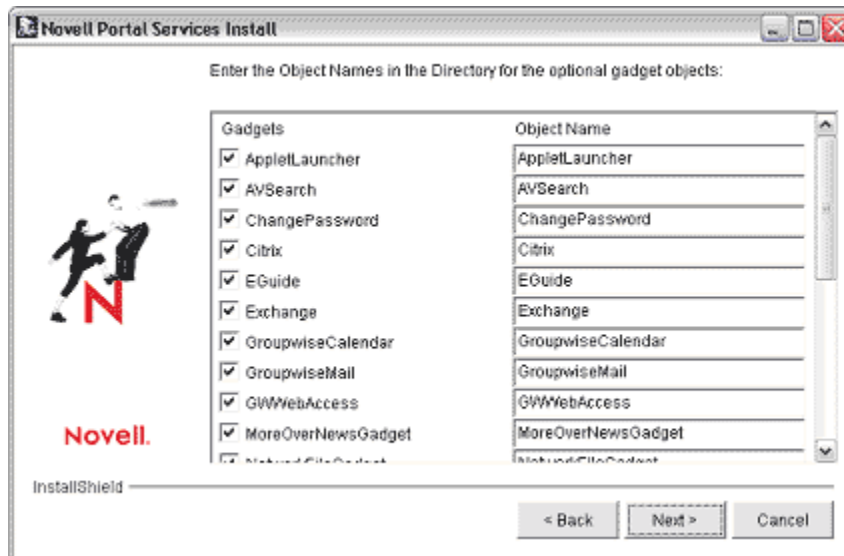 Novell Portal Services Install
Enter the Object Names in the Directory for the optional gadget objects:
Gadgets Object Name
AppletLauncher AppletLauncher
AVSearch AVSearch
ChangePassword ChangePassword
Citrix Citrix
EGuide EGuide
Exchange Exchange
GroupwiseCalendar GroupwiseCalendar
GroupwiseMail GroupwiseMail
GWWebAccess GWWebAccess
MoreOverNewsGadget MoreOverNewsGadget
N
Novell.
InstallShield
< Back Next > Cancel